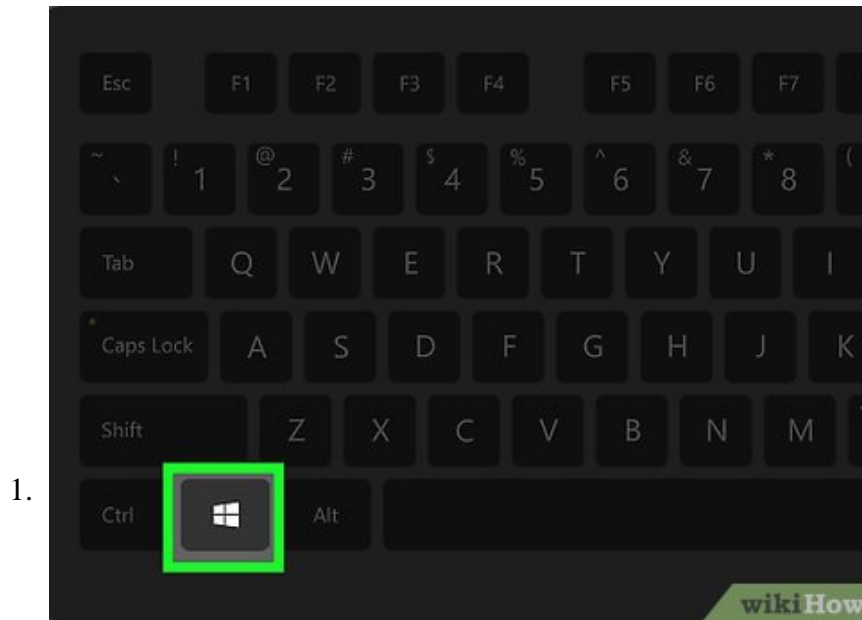 Esc F1 F2 F3 F4 F5 F6 F7
~ ` ! 1 @ 2 # 3 $ 4 % 5 ^ 6 & 7 * 8 (
Tab Q W E R T Y U I
Caps Lock A S D F G H J K
Shift Z X C V B N M
1.
Ctrl Alt
wikiHow